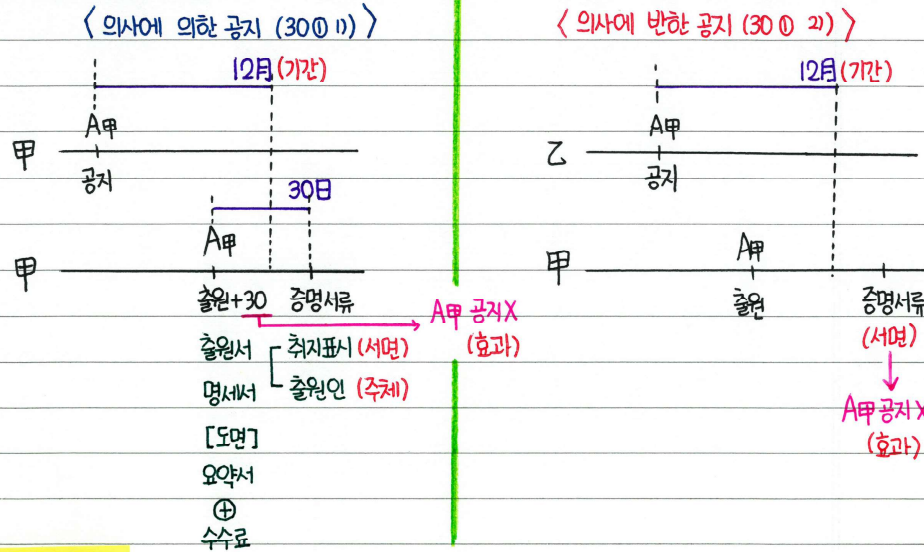 〈 의사에 의한 공지 (30① 1)) 〉
12月(기간)
A甲
甲
공지
30日
A甲
甲
출원+30 증명서류
A甲 공지X
(효과)
출원서 취지표시 (서면)
명세서 출원인 (주체)
[도면]
요약서
⊕
수수료
〈 의사에 반한 공지 (30① 2)) 〉
12月(기간)
A甲
乙
공지
A甲
甲
출원 증명서류
(서면)
A甲 공지X
(효과)